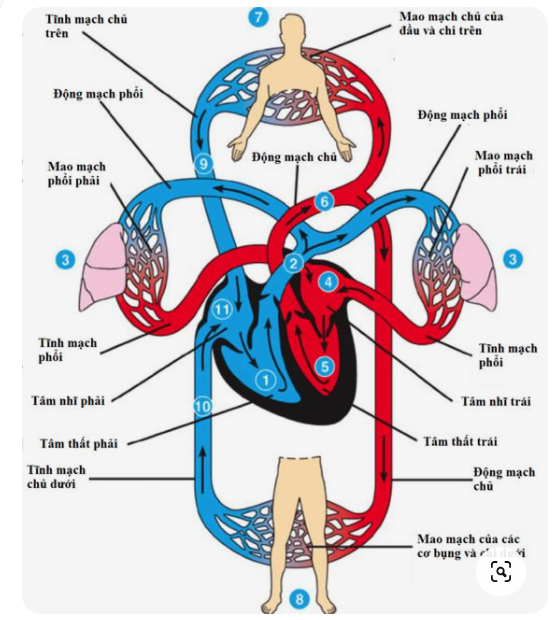 7
Tĩnh mạch chủ
trên
Mao mạch chủ của
đầu và chi trên
Động mạch phổi
Động mạch phổi
9
Động mạch chủ
Mao mạch
phổi trái
Mao mạch
phổi phải
6
3
2
3
4
11
Tĩnh mạch
phổi
Tĩnh mạch
phổi
5
1
Tâm nhĩ phải
Tâm nhĩ trái
10
Tâm thất phải
Tâm thất trái
Tĩnh mạch
chủ dưới
Động mạch
chủ
Mao mạch của các
cơ bụng và chi dưới
8